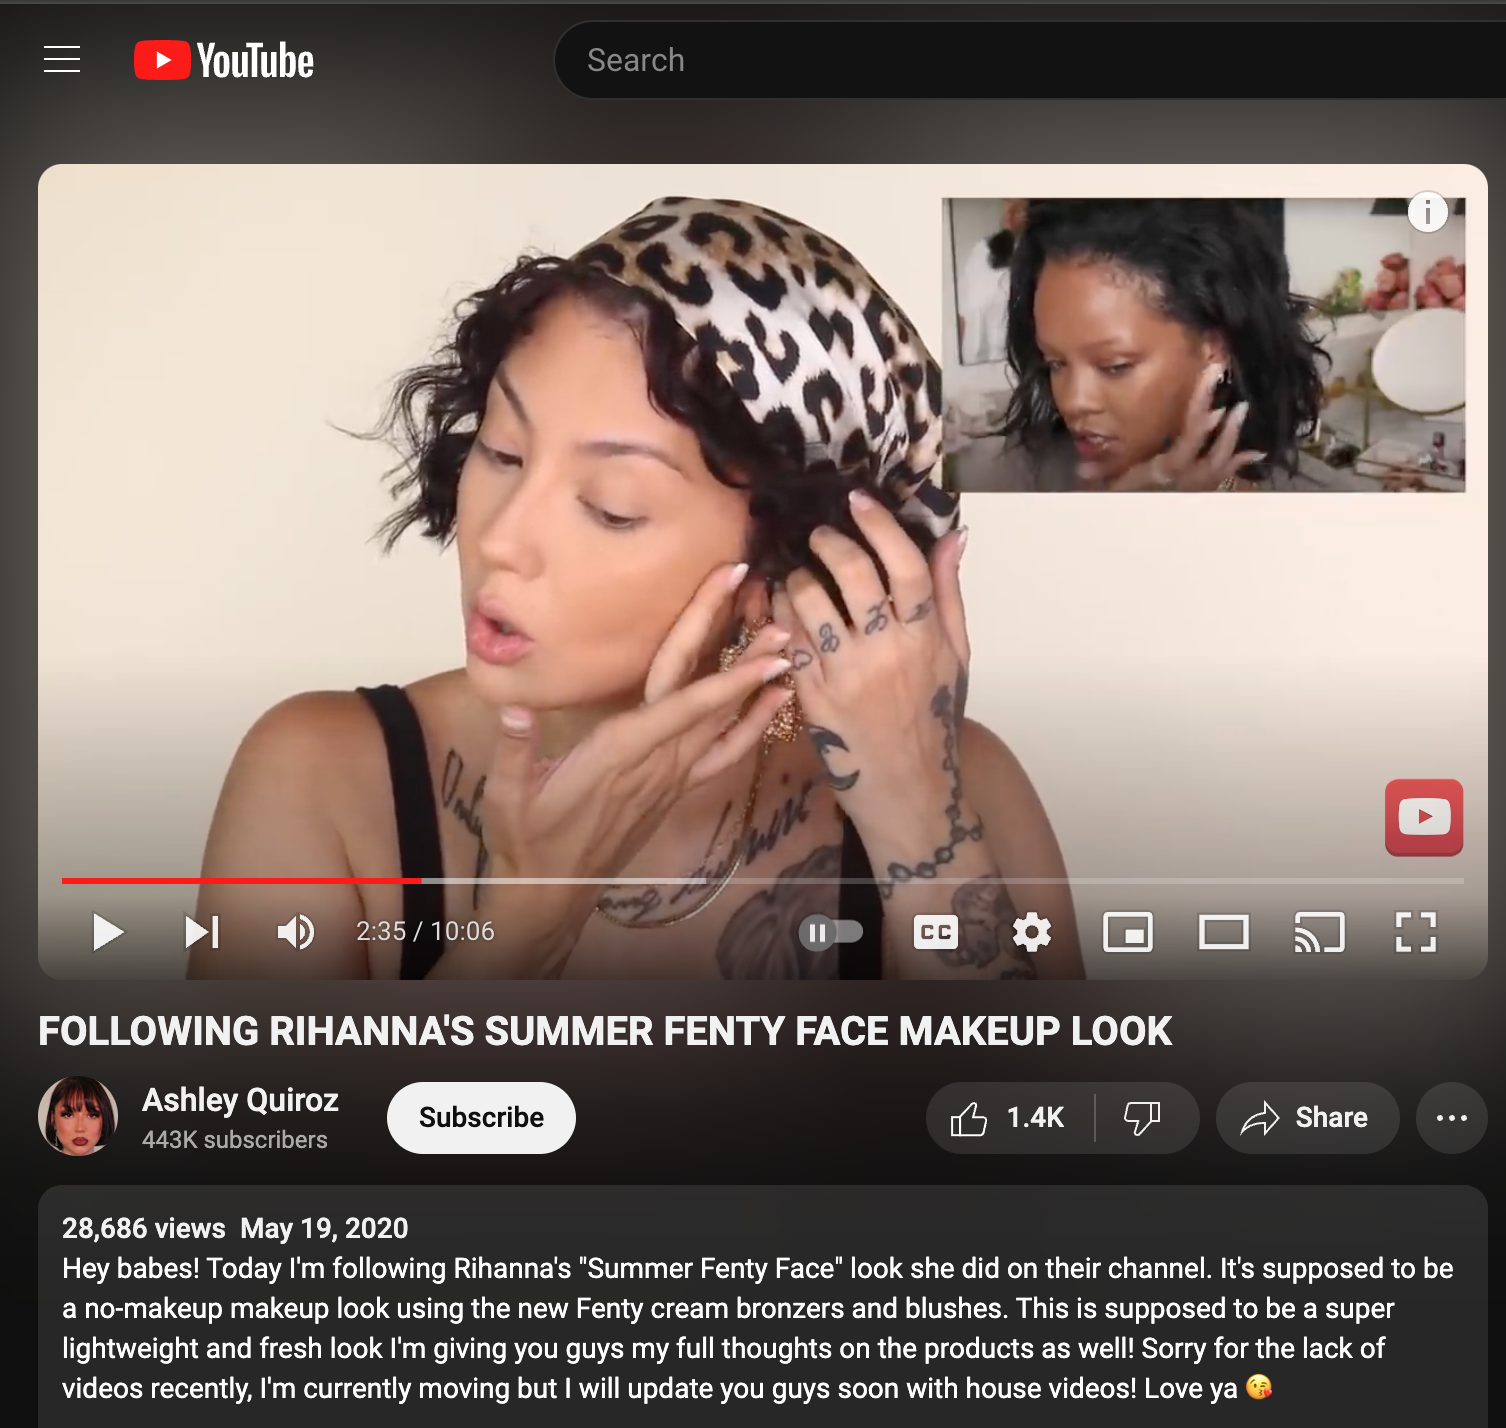 YouTube
Search
i
2:35 / 10:06
CC
FOLLOWING RIHANNA'S SUMMER FENTY FACE MAKEUP LOOK
Ashley Quiroz
443K subscribers
Subscribe
1.4K
Share
28,686 views May 19, 2020
Hey babes! Today I'm following Rihanna's "Summer Fenty Face" look she did on their channel. It's supposed to be
a no-makeup makeup look using the new Fenty cream bronzers and blushes. This is supposed to be a super
lightweight and fresh look I'm giving you guys my full thoughts on the products as well! Sorry for the lack of
videos recently, I'm currently moving but I will update you guys soon with house videos! Love ya 😘